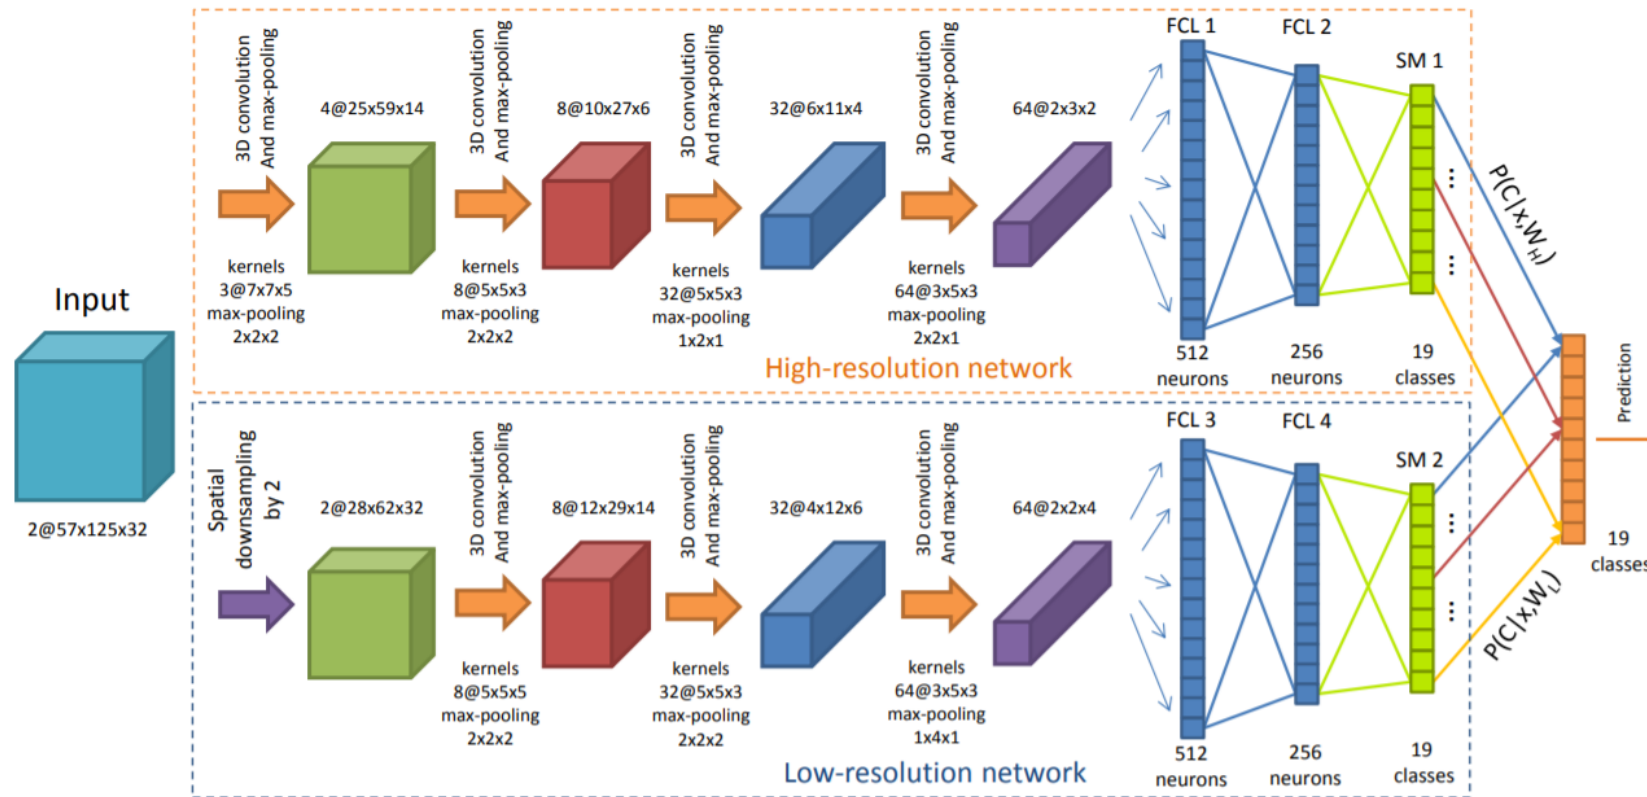 Input
2@57x125x32
3D convolution
And max-pooling
kernels
3@7x7x5
max-pooling
2x2x2
4@25x59x14
3D convolution
And max-pooling
kernels
8@5x5x3
max-pooling
2x2x2
8@10x27x6
3D convolution
And max-pooling
kernels
32@5x5x3
max-pooling
1x2x1
32@6x11x4
3D convolution
And max-pooling
kernels
64@3x5x3
max-pooling
2x2x1
64@2x3x2
FCL 1
512
neurons
FCL 2
256
neurons
SM 1
...
...
19
classes
High-resolution network
P(C|x,W_H)
Spatial
downsampling
by 2
2@28x62x32
3D convolution
And max-pooling
kernels
8@5x5x5
max-pooling
2x2x2
8@12x29x14
3D convolution
And max-pooling
kernels
32@5x5x3
max-pooling
2x2x2
32@4x12x6
3D convolution
And max-pooling
kernels
64@3x5x3
max-pooling
1x4x1
64@2x2x4
FCL 3
512
neurons
FCL 4
256
neurons
SM 2
...
...
19
classes
Low-resolution network
P(C|x,W_L)
19
classes
Prediction